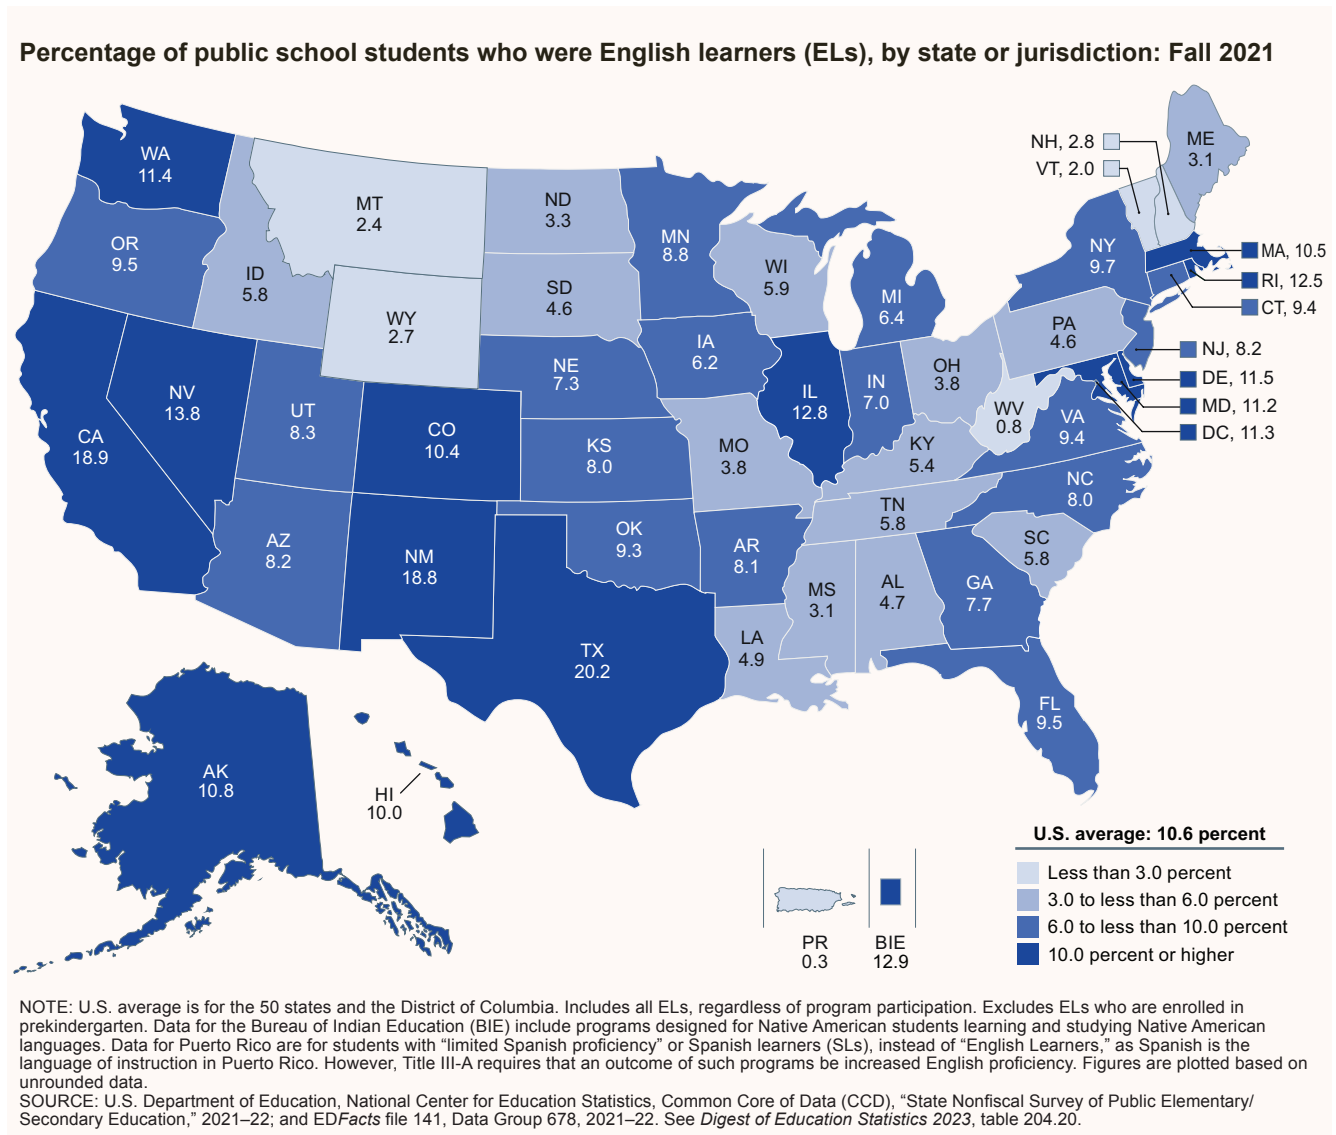 Percentage of public school students who were English learners (ELs), by state or jurisdiction: Fall 2021
WA
11.4
OR
9.5
ID
5.8
MT
2.4
WY
2.7
ND
3.3
SD
4.6
NE
7.3
MN
8.8
IA
6.2
WI
5.9
MI
6.4
NH, 2.8
VT, 2.0
ME
3.1
NY
9.7
MA, 10.5
RI, 12.5
CT, 9.4
PA
4.6
NJ, 8.2
DE, 11.5
MD, 11.2
DC, 11.3
CA
18.9
NV
13.8
UT
8.3
CO
10.4
KS
8.0
MO
3.8
IL
12.8
IN
7.0
OH
3.8
WV
0.8
VA
9.4
KY
5.4
NC
8.0
TN
5.8
SC
5.8
AZ
8.2
NM
18.8
OK
9.3
AR
8.1
MS
3.1
AL
4.7
GA
7.7
TX
20.2
LA
4.9
FL
9.5
AK
10.8
HI
10.0
PR
0.3
BIE
12.9
U.S. average: 10.6 percent
Less than 3.0 percent
3.0 to less than 6.0 percent
6.0 to less than 10.0 percent
10.0 percent or higher
NOTE: U.S. average is for the 50 states and the District of Columbia. Includes all ELs, regardless of program participation. Excludes ELs who are enrolled in
prekindergarten. Data for the Bureau of Indian Education (BIE) include programs designed for Native American students learning and studying Native American
languages. Data for Puerto Rico are for students with “limited Spanish proficiency” or Spanish learners (SLs), instead of “English Learners,” as Spanish is the
language of instruction in Puerto Rico. However, Title III-A requires that an outcome of such programs be increased English proficiency. Figures are plotted based on
unrounded data.
SOURCE: U.S. Department of Education, National Center for Education Statistics, Common Core of Data (CCD), “State Nonfiscal Survey of Public Elementary/
Secondary Education,” 2021–22; and EDFacts file 141, Data Group 678, 2021–22. See Digest of Education Statistics 2023, table 204.20.